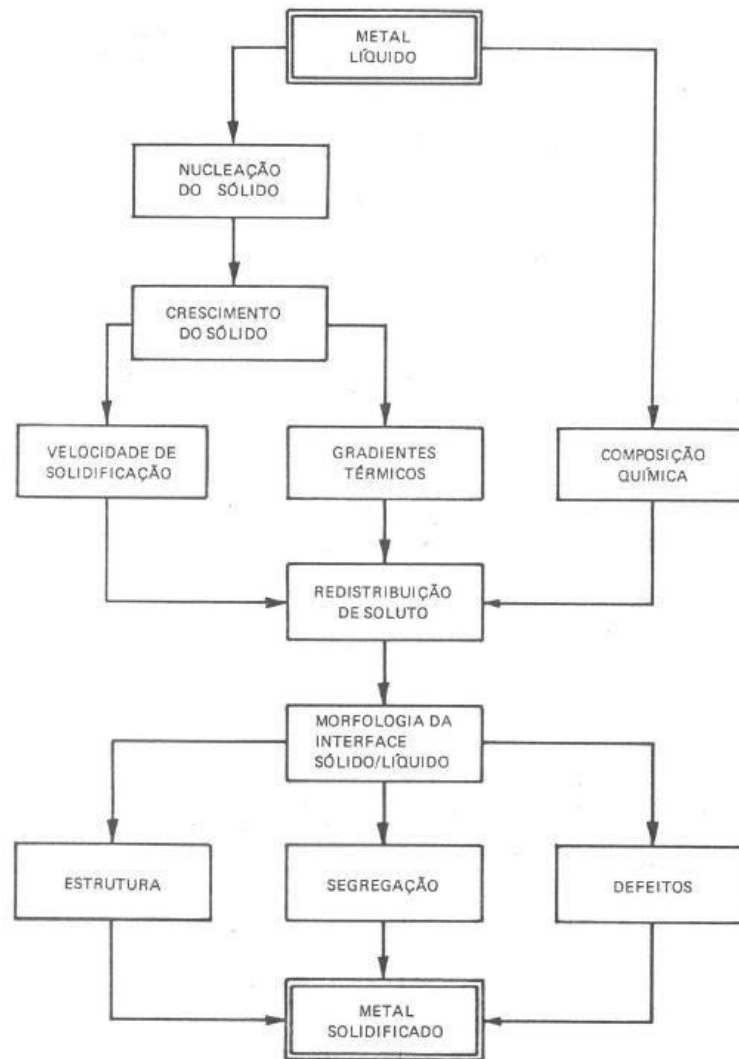 METAL
LÍQUIDO
NUCLEAÇÃO
DO SÓLIDO
CRESCIMENTO
DO SÓLIDO
VELOCIDADE DE
SOLIDIFICAÇÃO
GRADIENTES
TÉRMICOS
COMPOSIÇÃO
QUÍMICA
REDISTRIBUIÇÃO
DE SOLUTO
MORFOLOGIA DA
INTERFACE
SÓLIDO/LÍQUIDO
ESTRUTURA
SEGREGAÇÃO
DEFEITOS
METAL
SOLIDIFICADO